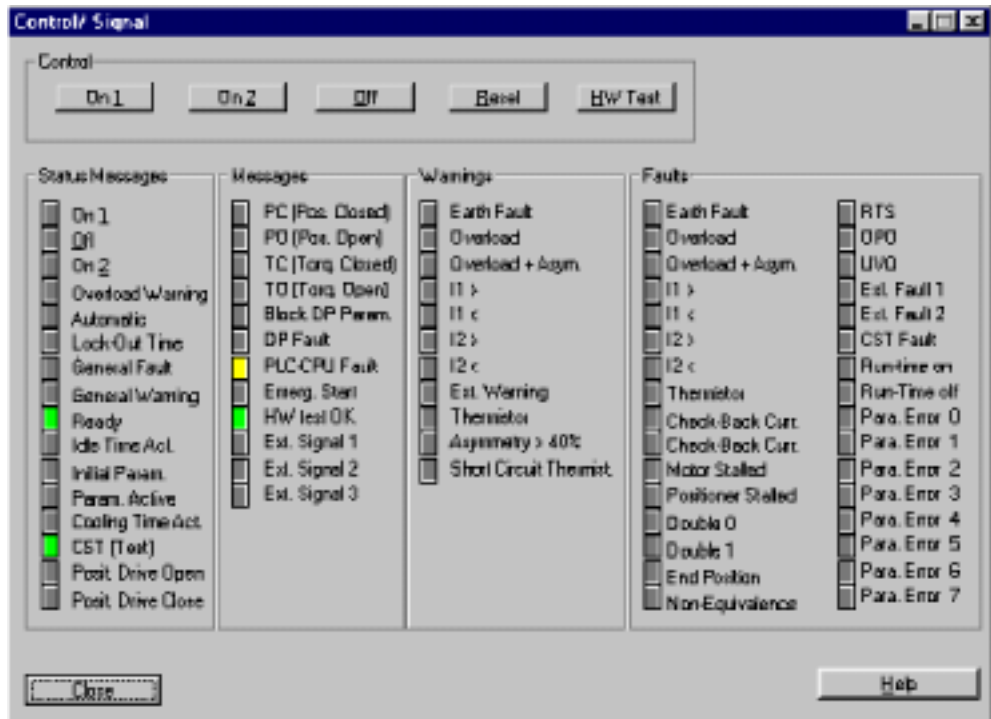 Control/ Signal
Control
On 1
On 2
Off
Reset
HW Test
Status Messages
On 1
Off
On 2
Overload Warning
Automatic
Lock-Out Time
General Fault
General Warning
Ready
Idle Time Act.
Initial Param.
Param. Active
Cooling Time Act.
CST (Test)
Posit. Drive Open
Posit. Drive Close
Messages
PC (Pos. Closed)
PO (Pos. Open)
TC (Torq. Closed)
TO (Torq. Open)
Block DP Param.
DP Fault
PLC-CPU Fault
Emerg. Start
HW test OK.
Ext. Signal 1
Ext. Signal 2
Ext. Signal 3
Warnings
Earth Fault
Overload
Overload + Asym.
I1 >
I1 <
I2 >
I2 <
Ext. Warning
Thermistor
Asymmetry > 40%
Short Circuit Thermist.
Faults
Earth Fault
Overload
Overload + Asym.
I1 >
I1 <
I2 >
I2 <
Thermistor
Check-Back Curr.
Check-Back Curr.
Motor Stalled
Positioner Stalled
Double 0
Double 1
End Position
Non-Equivalence
RTS
OPO
UVO
Ext. Fault 1
Ext. Fault 2
CST Fault
Run-time on
Run-Time off
Para. Error 0
Para. Error 1
Para. Error 2
Para. Error 3
Para. Error 4
Para. Error 5
Para. Error 6
Para. Error 7
Close
Help